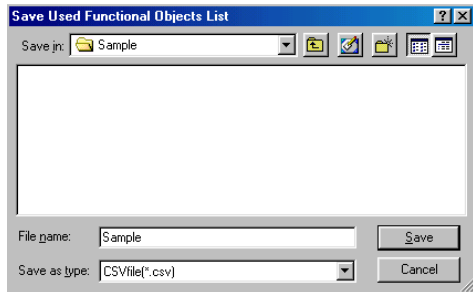 Save Used Functional Objects List
Save in: Sample
File name: Sample Save
Save as type: CSVfile(*.csv) Cancel